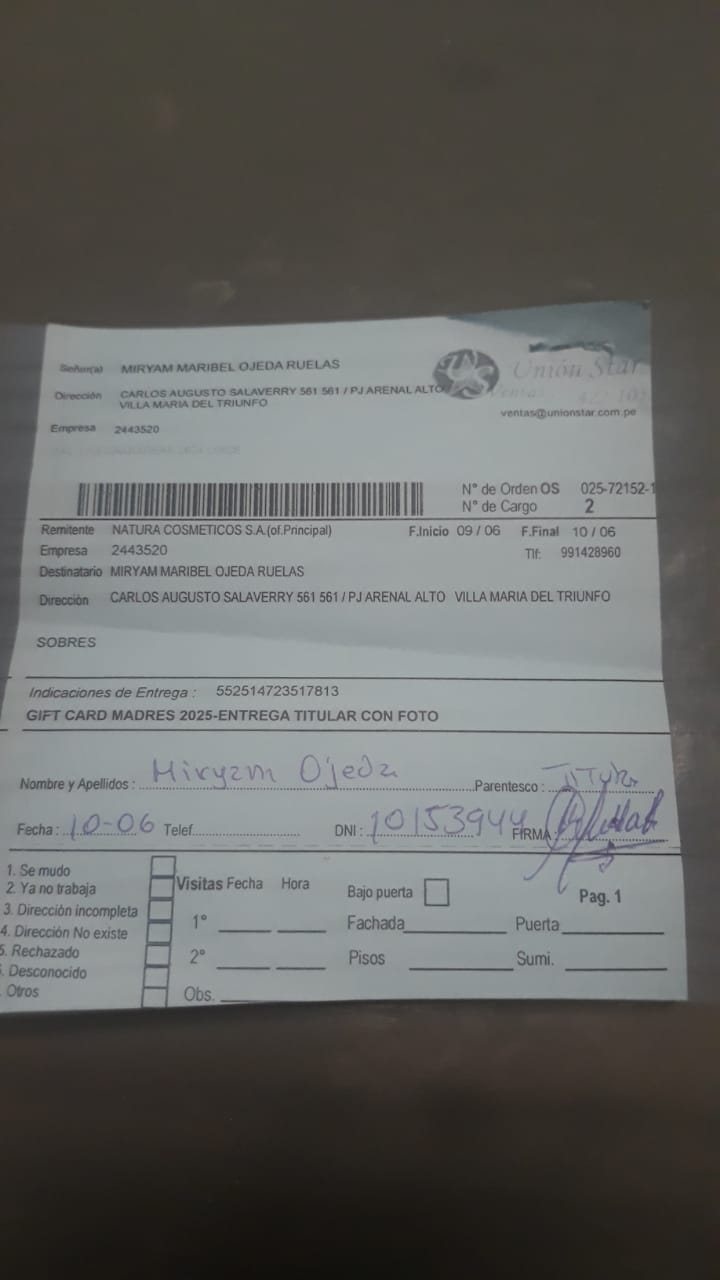 Señor(a) MIRYAM MARIBEL OJEDA RUELAS
Unión Star
Dirección CARLOS AUGUSTO SALAVERRY 561 561 / PJ ARENAL ALTO
VILLA MARIA DEL TRIUNFO
Ventas
ventas@unionstar.com.pe
Empresa 2443520
N° de Orden OS 025-72152-1
N° de Cargo 2
Remitente NATURA COSMETICOS S.A.(of.Principal) F.Inicio 09 / 06 F.Final 10 / 06
Empresa 2443520 Tlf: 991428960
Destinatario MIRYAM MARIBEL OJEDA RUELAS
Dirección CARLOS AUGUSTO SALAVERRY 561 561 / PJ ARENAL ALTO VILLA MARIA DEL TRIUNFO
SOBRES
Indicaciones de Entrega : 552514723517813
GIFT CARD MADRES 2025-ENTREGA TITULAR CON FOTO
Nombre y Apellidos : Miryam Ojeda Parentesco : Titular
Fecha : 10-06 Telef. DNI : 10153944 FIRMA :
1. Se mudo
2. Ya no trabaja
3. Dirección incompleta
4. Dirección No existe
5. Rechazado
. Desconocido
. Otros
Visitas Fecha Hora Bajo puerta Pag. 1
1° Fachada Puerta
2° Pisos Sumi.
Obs.